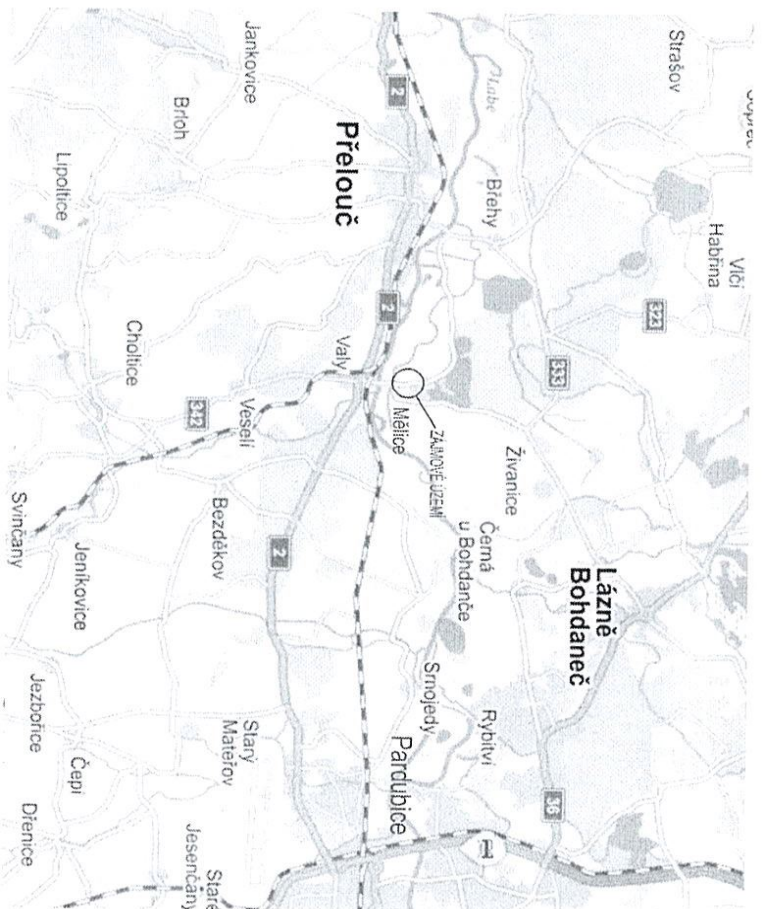 Strašov
Vlčí
Habřina
323
333
Lázně
Bohdaneč
36
Labe
Břehy
Živanice
Černá
u Bohdanče
Rybitví
ZÁJMOVÉ ÚZEMÍ
Srnojedy
2
Mělice
Pardubice
2
Přelouč
Valy
2
Jankovice
Veselí
Bezděkov
Starý
Mateřov
Staré
Jesenčany
342
Brloh
Choltice
Lipoltice
Jeníkovice
Čepí
Jezbořice
Dřenice
Svinčany